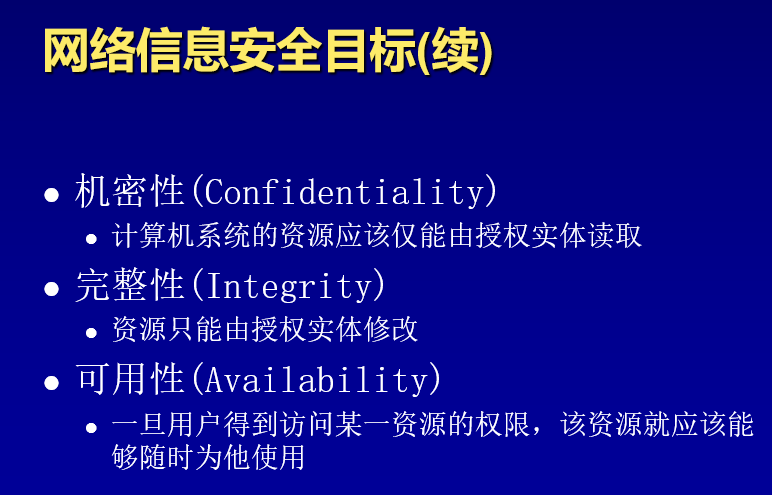 网络信息安全目标(续)
● 机密性(Confidentiality)
● 计算机系统的资源应该仅能由授权实体读取
● 完整性(Integrity)
● 资源只能由授权实体修改
● 可用性(Availability)
● 一旦用户得到访问某一资源的权限，该资源就应该能
够随时为他使用